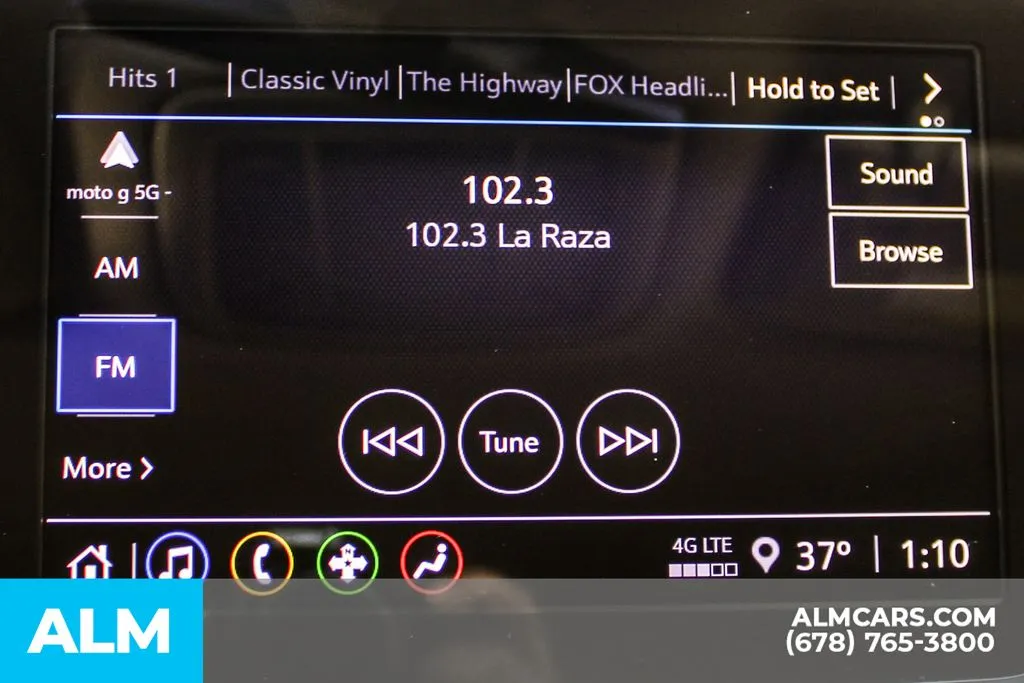 Hits 1 | Classic Vinyl | The Highway | FOX Headli... | Hold to Set |
moto g 5G -
102.3
Sound
102.3 La Raza
AM
Browse
FM
Tune
More
4G LTE
37° | 1:10
ALM
ALMCARS.COM
(678) 765-3800